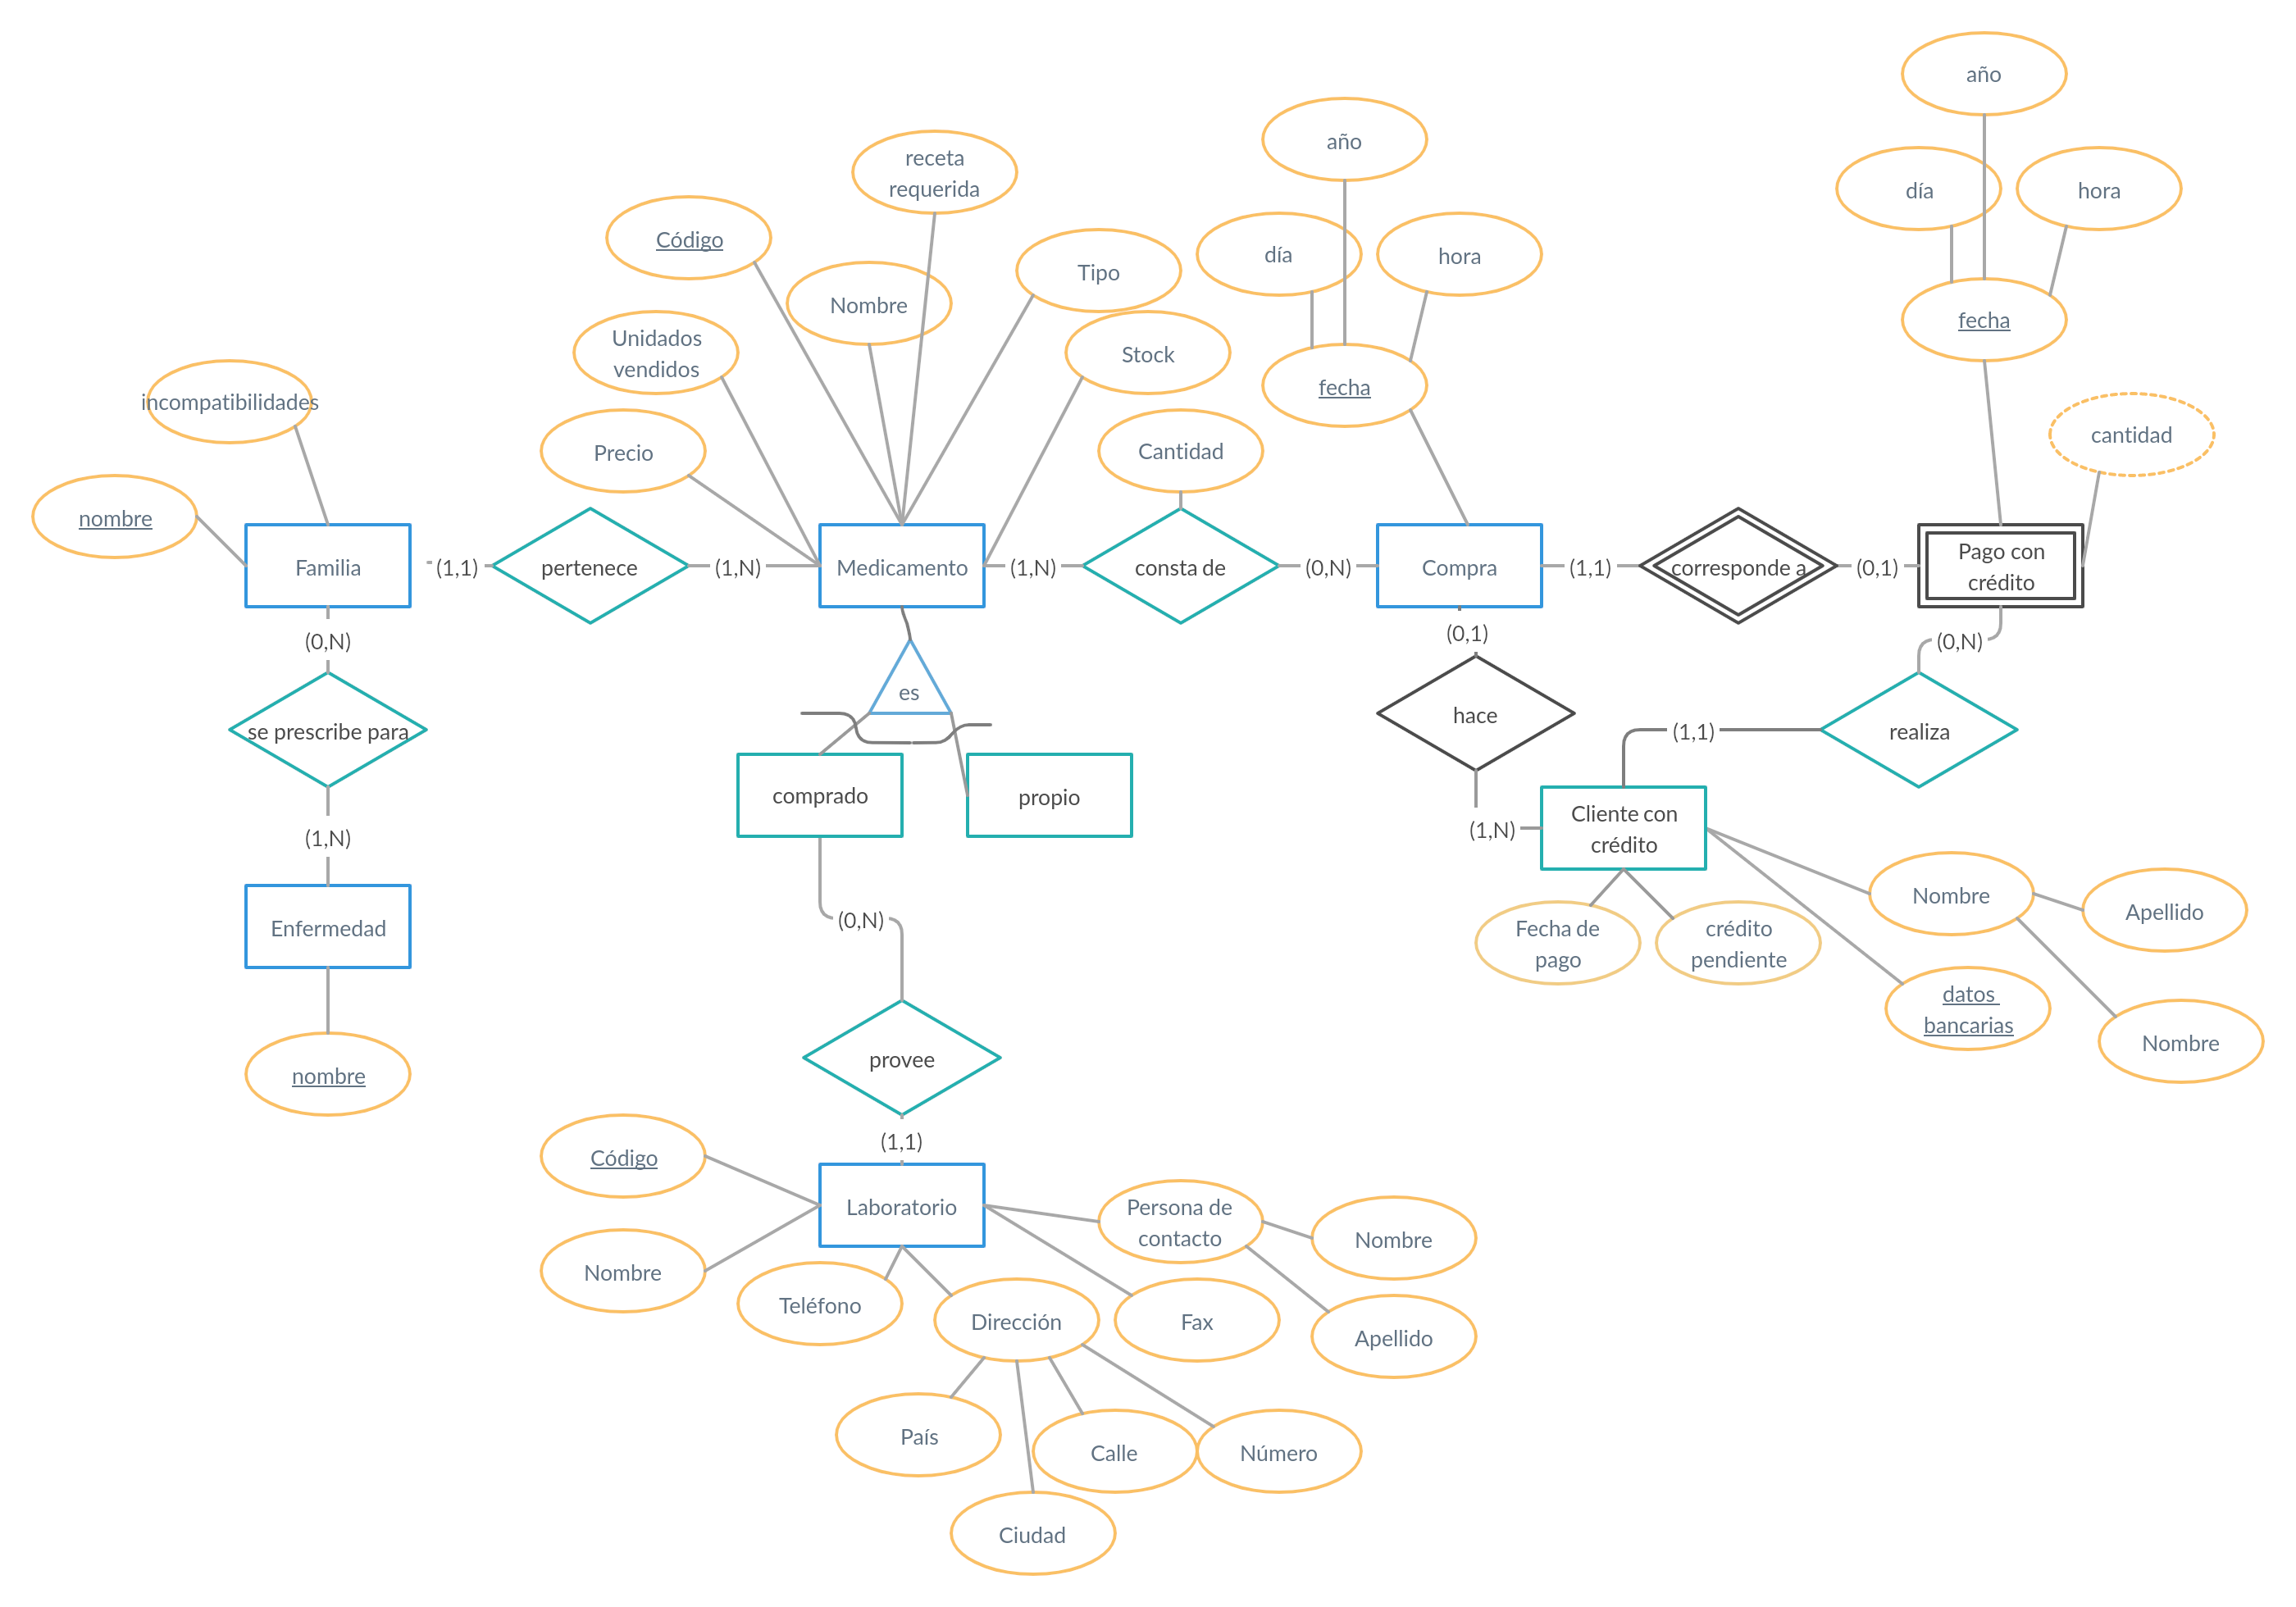 año
año
receta
requerida
día
hora
Código
día
hora
Tipo
Nombre
fecha
Unidados
vendidos
Stock
fecha
incompatibilidades
Precio
Cantidad
cantidad
nombre
Familia
(1,1)
pertenece
(1,N)
Medicamento
(1,N)
consta de
(0,N)
Compra
(1,1)
corresponde a
(0,1)
Pago con
crédito
(0,N)
(0,1)
(0,N)
es
se prescribe para
hace
(1,1)
realiza
comprado
propio
(1,N)
(1,N)
Cliente con
crédito
Nombre
Apellido
(0,N)
Enfermedad
Fecha de
pago
crédito
pendiente
datos
bancarias
Nombre
provee
nombre
(1,1)
Código
Laboratorio
Persona de
contacto
Nombre
Nombre
Teléfono
Dirección
Fax
Apellido
País
Calle
Número
Ciudad